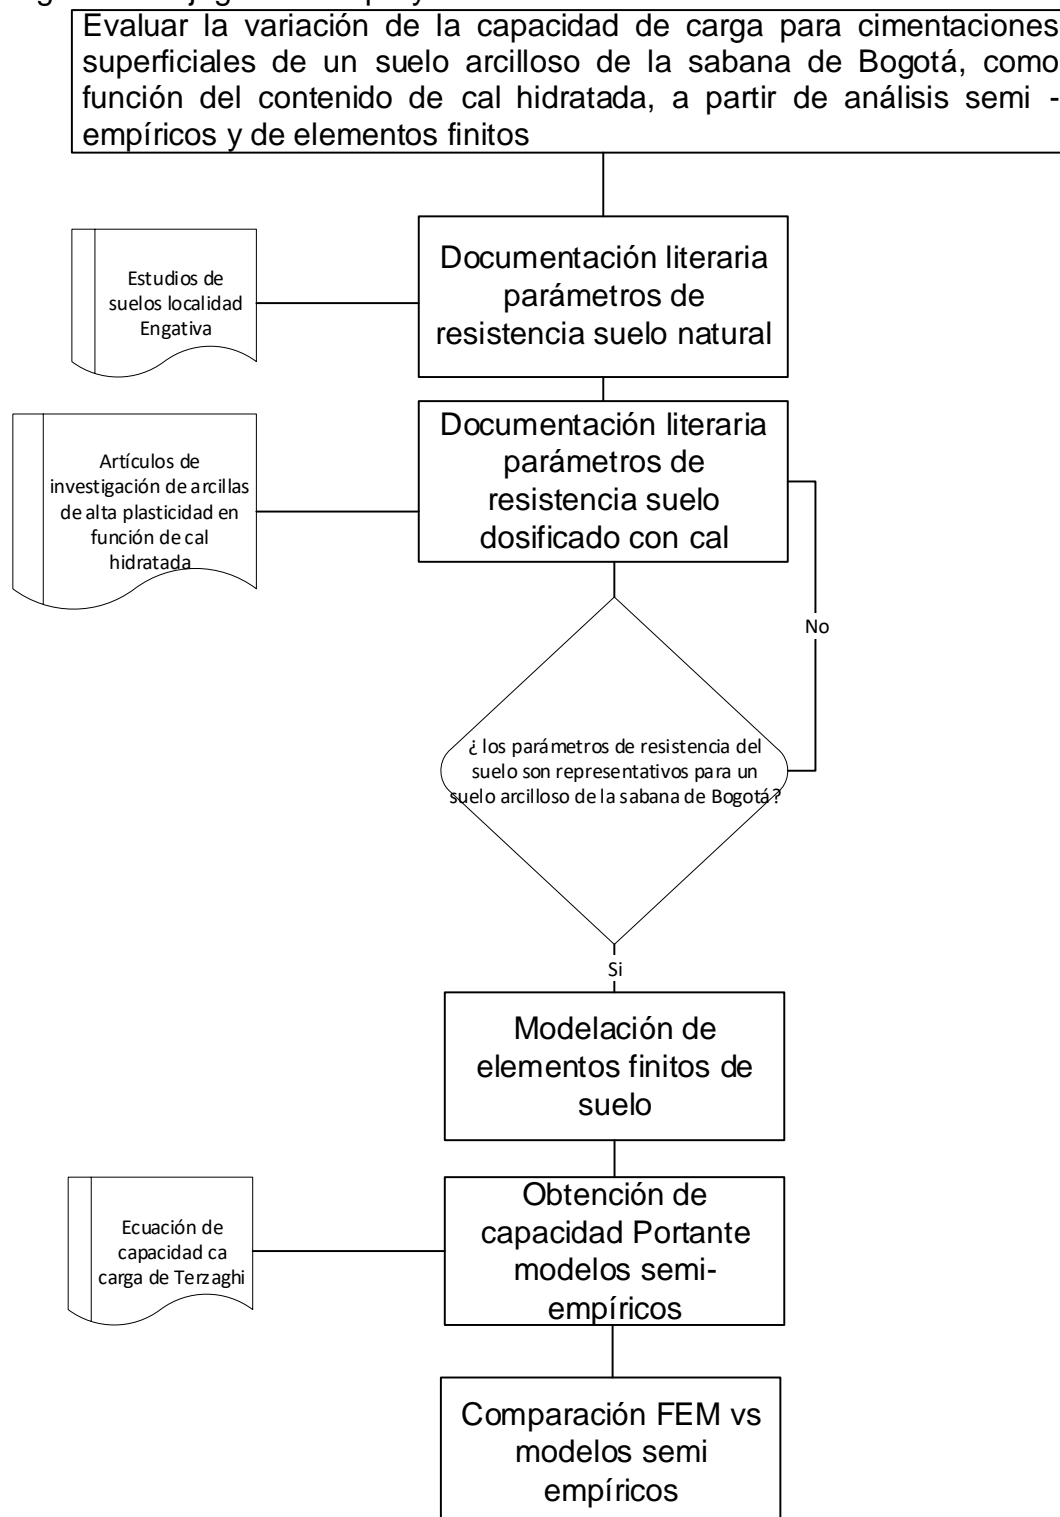 Evaluar la variación de la capacidad de carga para cimentaciones
superficiales de un suelo arcilloso de la sabana de Bogotá, como
función del contenido de cal hidratada, a partir de análisis semi -
empíricos y de elementos finitos
Estudios de
suelos localidad
Engativa
Documentación literaria
parámetros de
resistencia suelo natural
Artículos de
investigación de arcillas
de alta plasticidad en
función de cal
hidratada
Documentación literaria
parámetros de
resistencia suelo
dosificado con cal
No
¿ los parámetros de resistencia del
suelo son representativos para un
suelo arcilloso de la sabana de Bogotá?
Si
Modelación de
elementos finitos de
suelo
Ecuación de
capacidad ca
carga de Terzaghi
Obtención de
capacidad Portante
modelos semi-
empíricos
Comparación FEM vs
modelos semi
empíricos